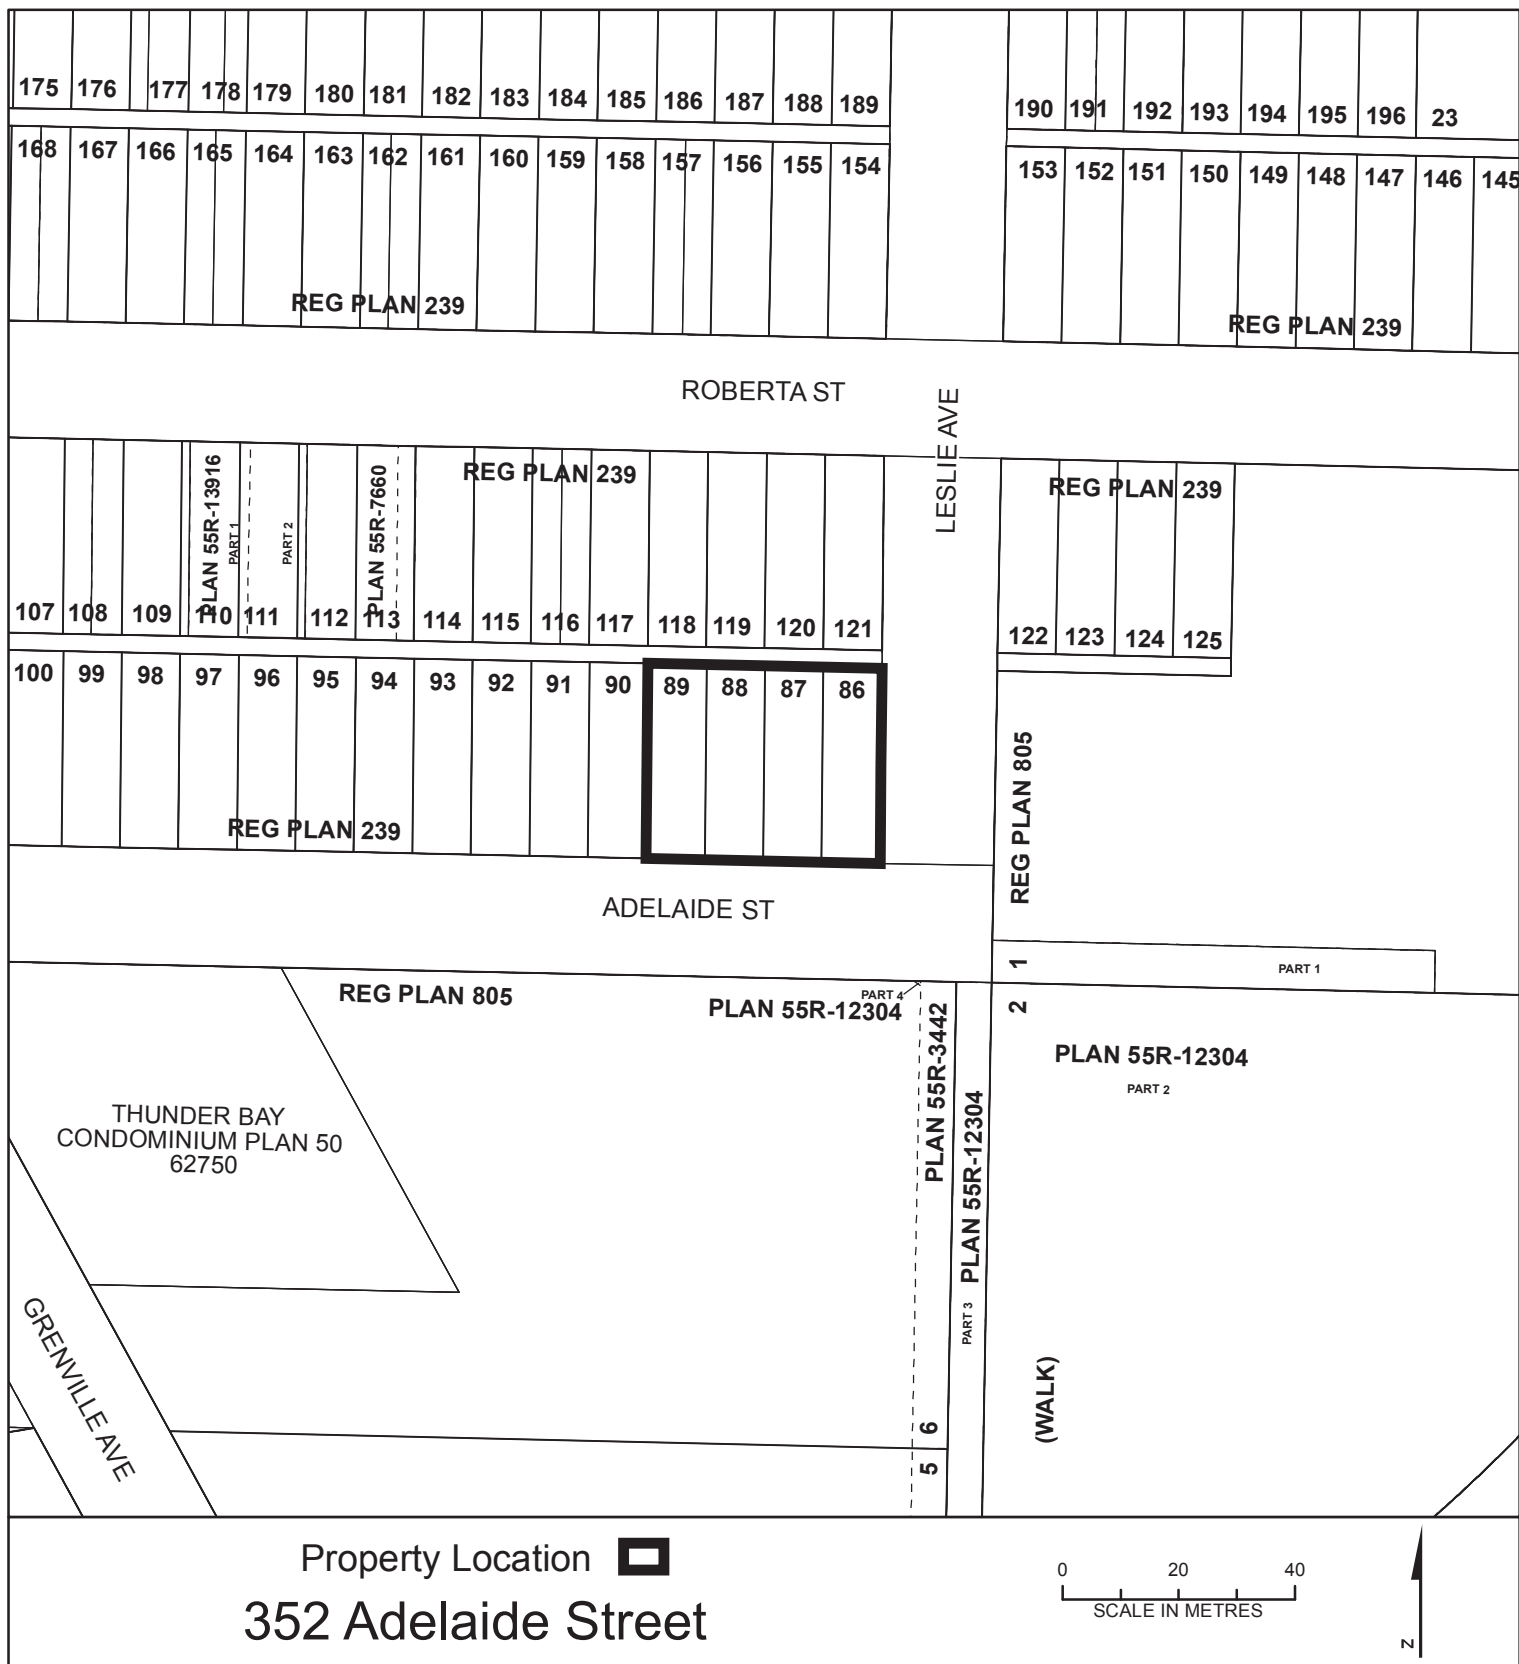 175 176 177 178 179 180 181 182 183 184 185 186 187 188 189 190 191 192 193 194 195 196 23
168 167 166 165 164 163 162 161 160 159 158 157 156 155 154 153 152 151 150 149 148 147 146 145
REG PLAN 239
REG PLAN 239
ROBERTA ST
LESLIE AVE
PLAN 55R-13916
PART 1
PART 2
PLAN 55R-7660
REG PLAN 239
REG PLAN 239
107 108 109 110 111 112 113 114 115 116 117 118 119 120 121 122 123 124 125
100 99 98 97 96 95 94 93 92 91 90 89 88 87 86
REG PLAN 239
REG PLAN 805
ADELAIDE ST
1
PART 1
REG PLAN 805
PLAN 55R-12304
PART 4
PLAN 55R-3442
2
PLAN 55R-12304
PART 2
THUNDER BAY
CONDOMINIUM PLAN 50
62750
PLAN 55R-12304
PART 3
GRENVILLE AVE
(WALK)
6
5
Property Location
352 Adelaide Street
0 20 40
SCALE IN METRES
N